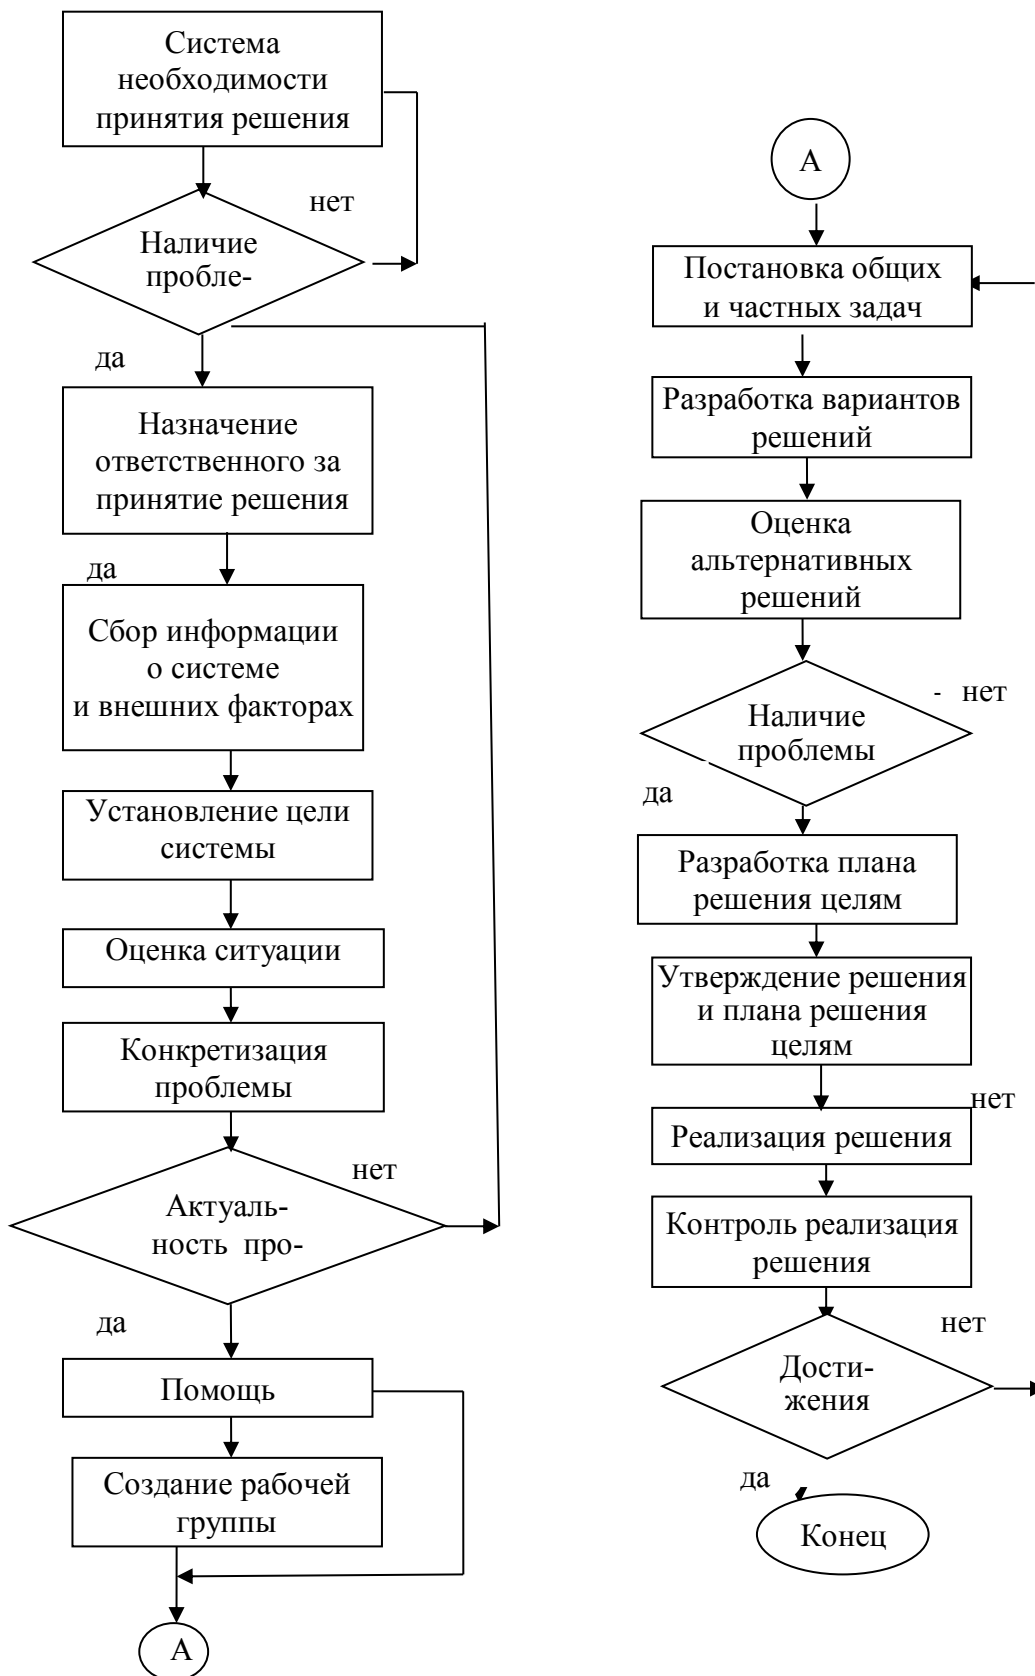 Система
необходимости
принятия решения
нет
Наличие
пробле-
да
Назначение
ответственного за
принятие решения
да
Сбор информации
о системе
и внешних факторах
Установление цели
системы
Оценка ситуации
Конкретизация
проблемы
нет
Актуаль-
ность про-
да
Помощь
Создание рабочей
группы
А
А
Постановка общих
и частных задач
Разработка вариантов
решений
Оценка
альтернативных
решений
- нет
Наличие
проблемы
да
Разработка плана
решения целям
Утверждение решения
и плана решения
целям
нет
Реализация решения
Контроль реализация
решения
нет
Дости-
жения
да
Конец